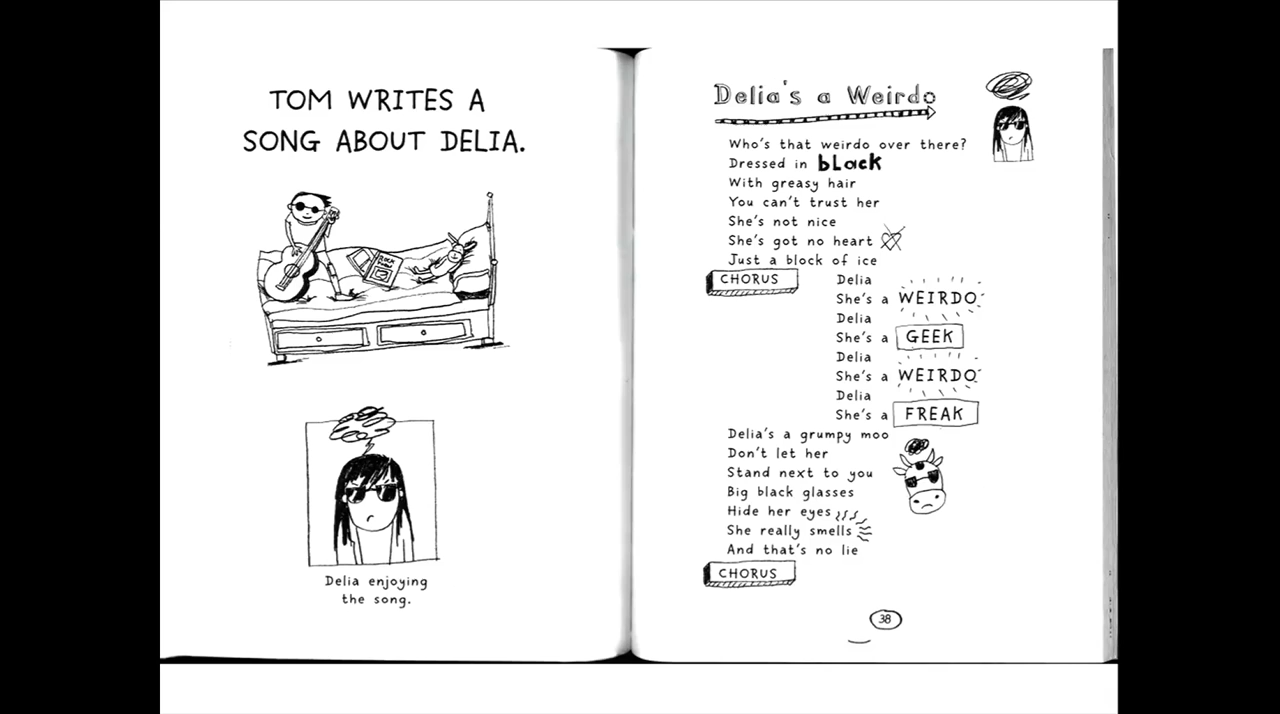 TOM WRITES A
SONG ABOUT DELIA.
ROCK
Delia enjoying
the song.
Delia's a Weirdo
Who's that weirdo over there?
Dressed in black
With greasy hair
You can't trust her
She's not nice
She's got no heart
Just a block of ice
CHORUS
Delia
She's a WEIRDO
Delia
She's a GEEK
Delia
She's a WEIRDO
Delia
She's a FREAK
Delia's a grumpy moo
Don't let her
Stand next to you
Big black glasses
Hide her eyes
She really smells
And that's no lie
CHORUS
38